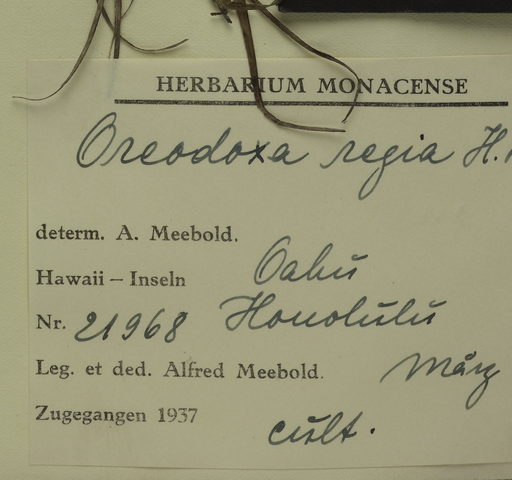 HERBARIUM MONACENSE
Oreodoxa regia H.
determ. A. Meebold.
Hawaii – Inseln Oahu
Nr. 21968 Honolulu
Leg. et ded. Alfred Meebold. März
Zugegangen 1937
cult.